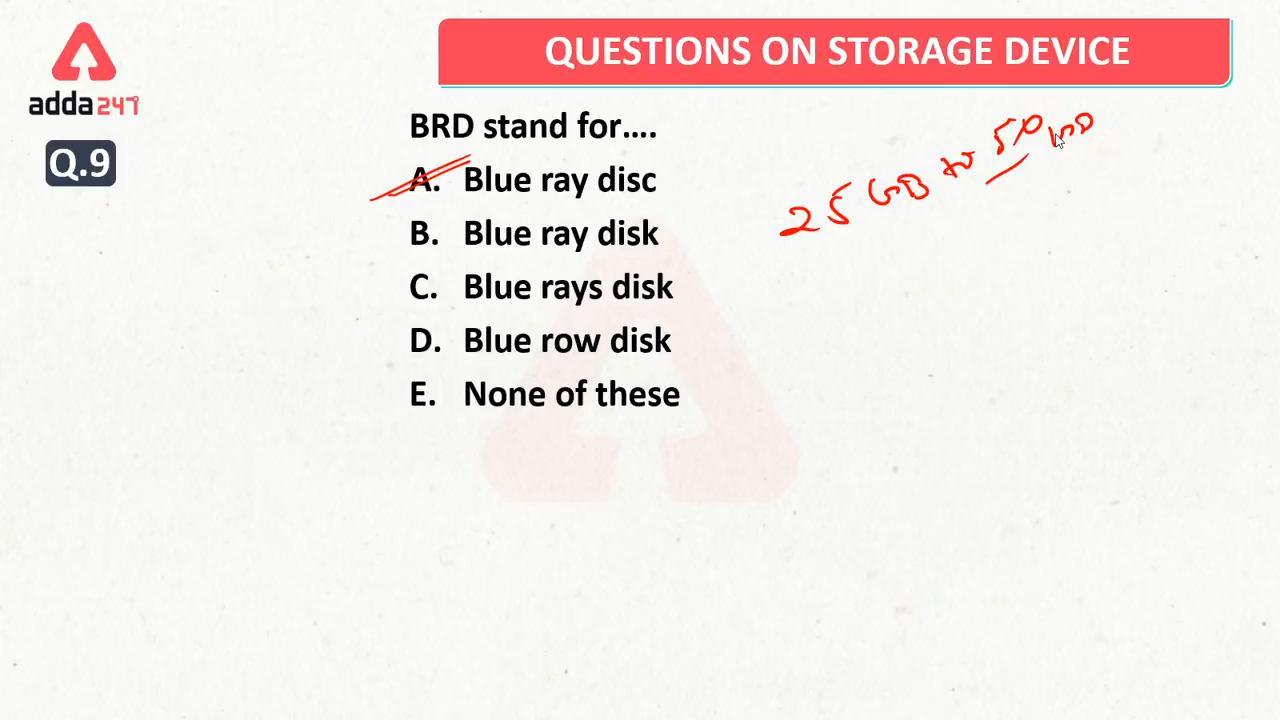 QUESTIONS ON STORAGE DEVICE
adda247
Q.9
BRD stand for....
A. Blue ray disc
B. Blue ray disk
C. Blue rays disk
D. Blue row disk
E. None of these
25 GB to 50 GB